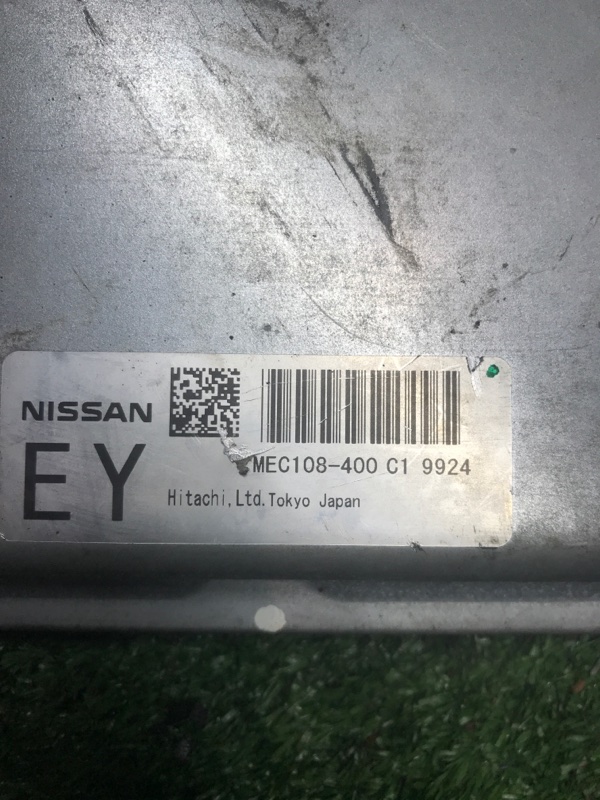 NISSAN
EY
MEC108-400 C1 9924
Hitachi,Ltd.Tokyo Japan